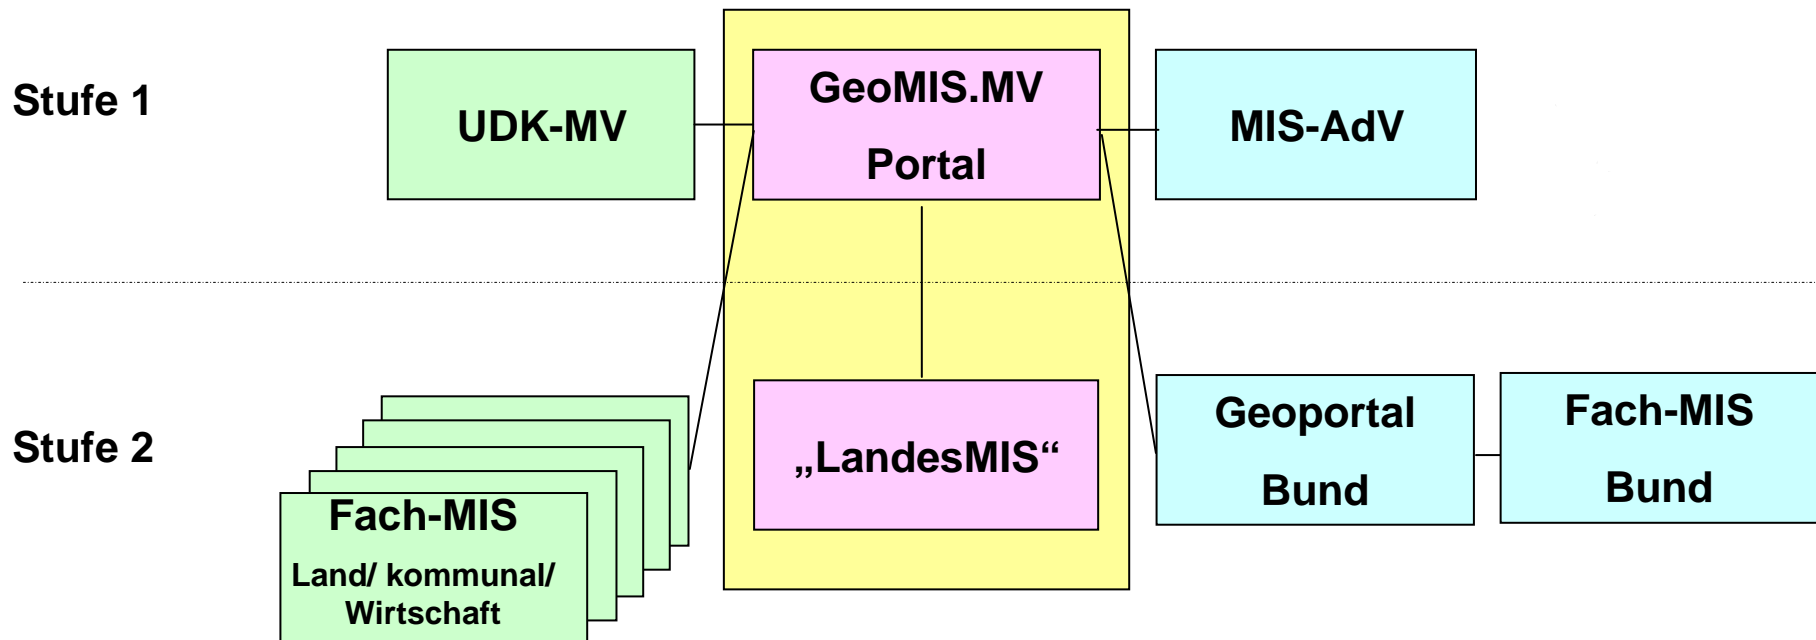 Stufe 1
UDK-MV
GeoMIS.MV
Portal
MIS-AdV
Stufe 2
Fach-MIS
Land/ kommunal/
Wirtschaft
„LandesMIS“
Geoportal
Bund
Fach-MIS
Bund